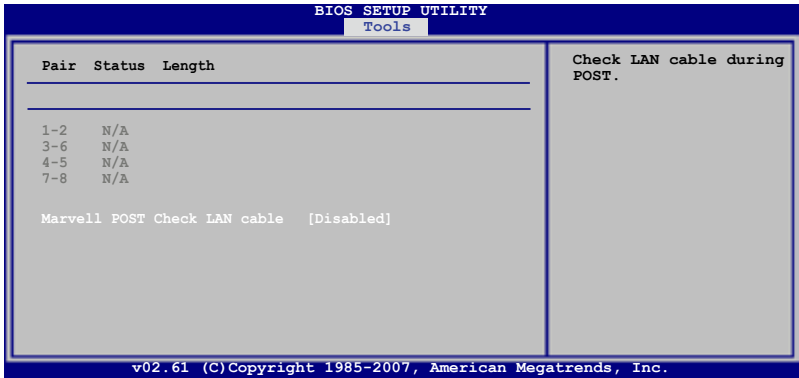 BIOS SETUP UTILITY
Tools
Pair Status Length
1-2 N/A
3-6 N/A
4-5 N/A
7-8 N/A
Marvell POST Check LAN cable [Disabled]
Check LAN cable during
POST.
v02.61 (C)Copyright 1985-2007, American Megatrends, Inc.